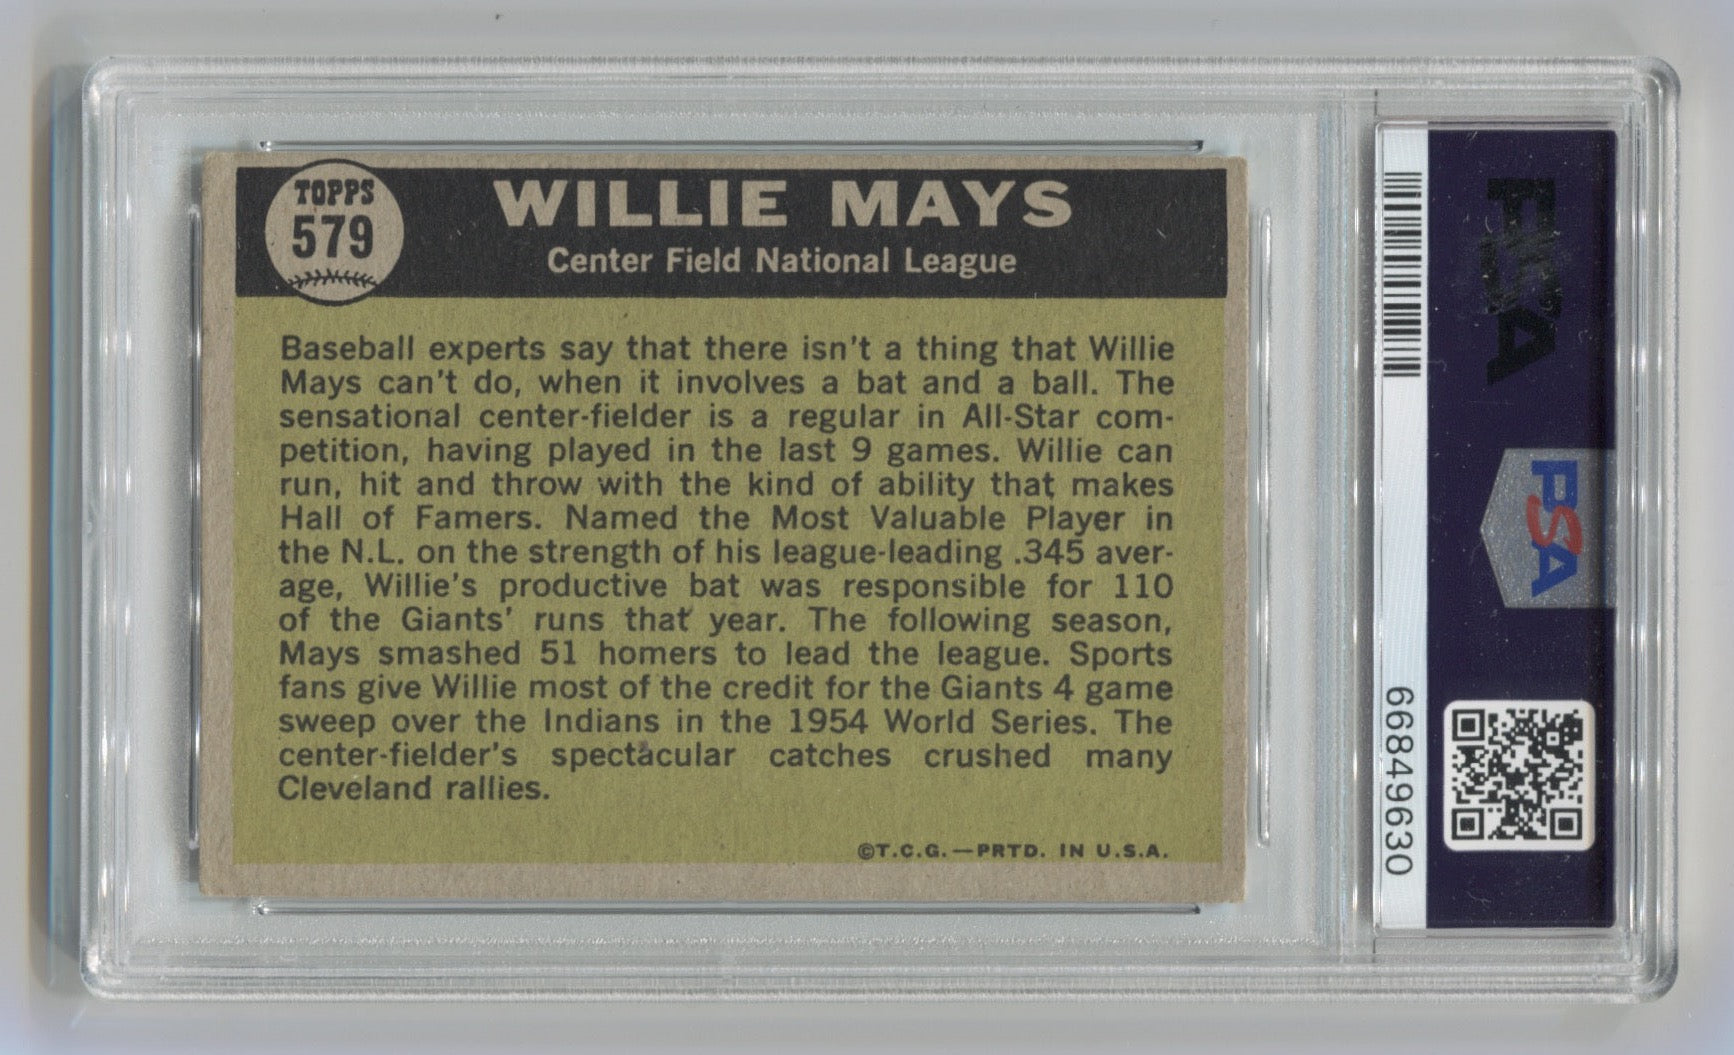 TOPPS
579
WILLIE MAYS
Center Field National League
Baseball experts say that there isn't a thing that Willie
Mays can't do, when it involves a bat and a ball. The
sensational center-fielder is a regular in All-Star com-
petition, having played in the last 9 games. Willie can
run, hit and throw with the kind of ability that makes
Hall of Famers. Named the Most Valuable Player in
the N.L. on the strength of his league-leading .345 aver-
age, Willie's productive bat was responsible for 110
of the Giants' runs that year. The following season,
Mays smashed 51 homers to lead the league. Sports
fans give Willie most of the credit for the Giants 4 game
sweep over the Indians in the 1954 World Series. The
center-fielder's spectacular catches crushed many
Cleveland rallies.
©T.C.G.—PRTD. IN U.S.A.
PSA
PSA
66849630